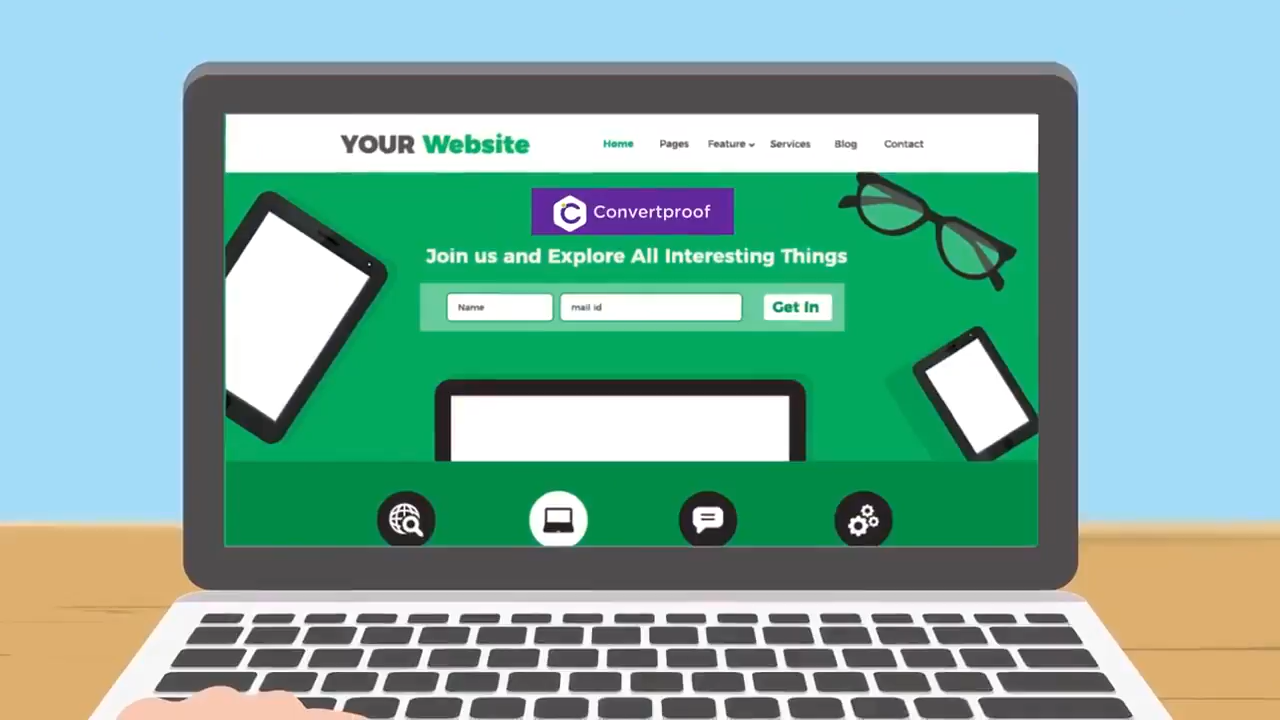 YOUR Website
Home Pages Feature Services Blog Contact
Convertproof
Join us and Explore All Interesting Things
Name mail id Get In